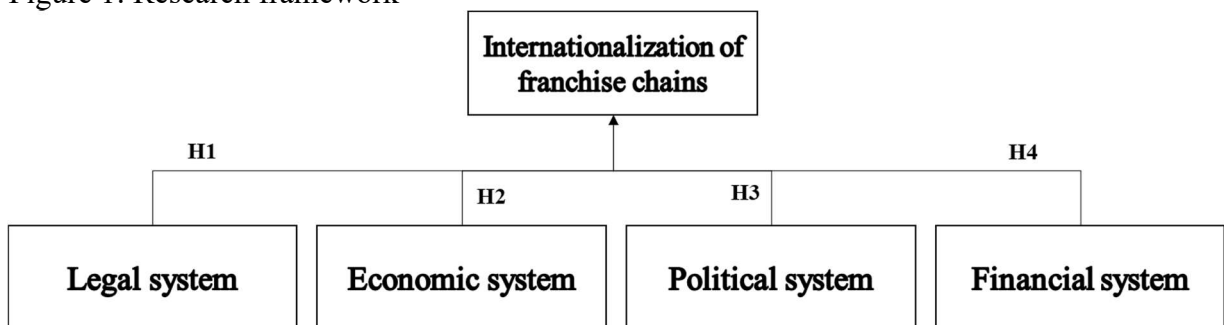 Figure 1. Research framework
Internationalization of
franchise chains
H1
H4
H2
H3
Legal system
Economic system
Political system
Financial system